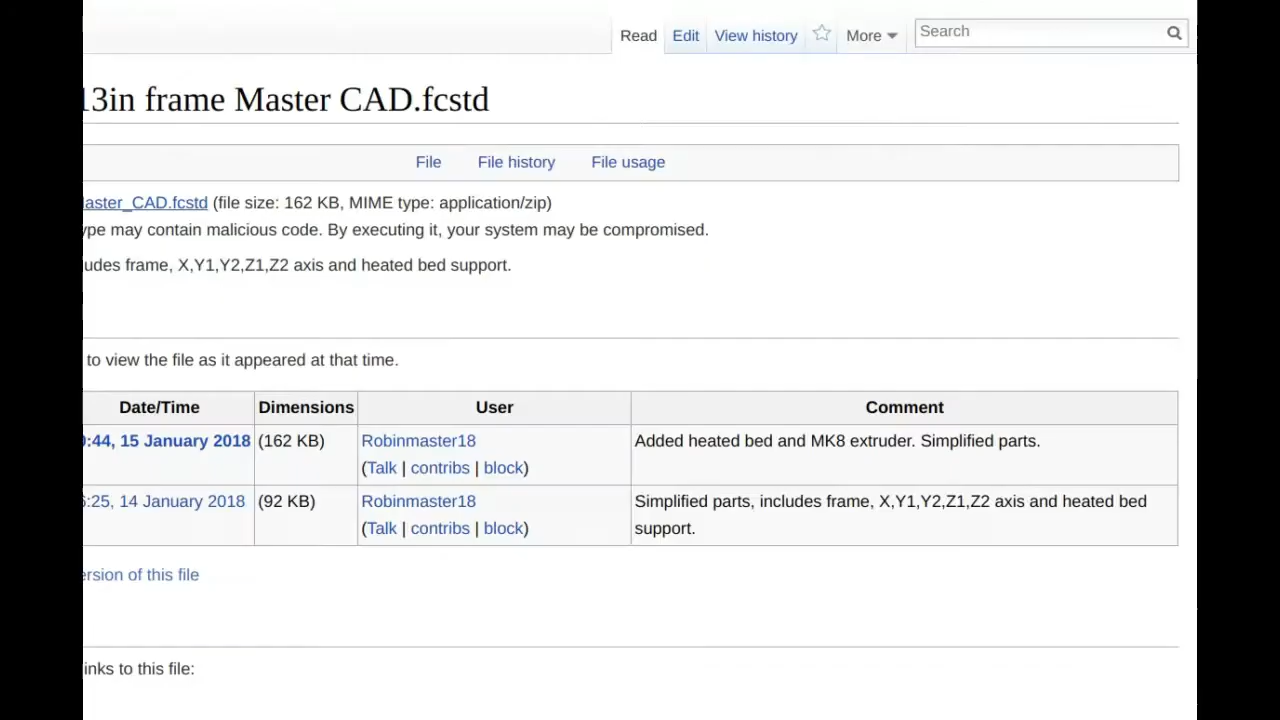 Read Edit View history More Search
13in frame Master CAD.fcstd
File File history File usage
aster_CAD.fcstd (file size: 162 KB, MIME type: application/zip)
ype may contain malicious code. By executing it, your system may be compromised.
udes frame, X,Y1,Y2,Z1,Z2 axis and heated bed support.
to view the file as it appeared at that time.
Date/Time Dimensions User Comment
:44, 15 January 2018 (162 KB) Robinmaster18 Added heated bed and MK8 extruder. Simplified parts.
(Talk | contribs | block)
:25, 14 January 2018 (92 KB) Robinmaster18 Simplified parts, includes frame, X,Y1,Y2,Z1,Z2 axis and heated bed
(Talk | contribs | block) support.
ersion of this file
inks to this file: